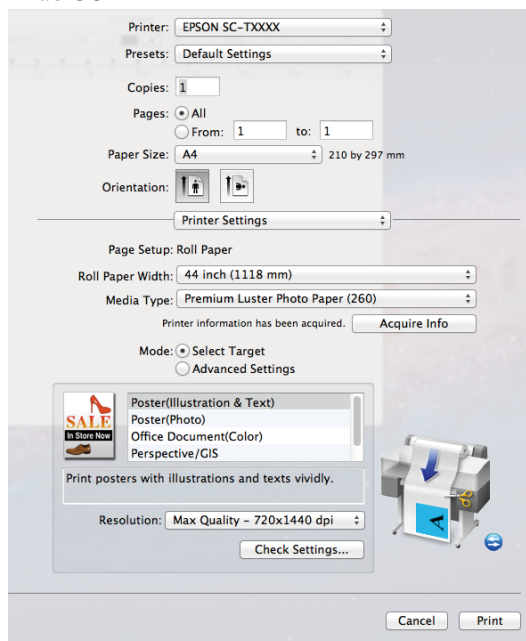 Printer: EPSON SC-TXXXX
Presets: Default Settings
Copies: 1
Pages: All
From: 1 to: 1
Paper Size: A4 210 by 297 mm
Orientation:
Printer Settings
Page Setup: Roll Paper
Roll Paper Width: 44 inch (1118 mm)
Media Type: Premium Luster Photo Paper (260)
Printer information has been acquired. Acquire Info
Mode: Select Target
Advanced Settings
SALE
In Store Now
Poster(Illustration & Text)
Poster(Photo)
Office Document(Color)
Perspective/GIS
Print posters with illustrations and texts vividly.
Resolution: Max Quality - 720x1440 dpi
Check Settings...
A
Cancel Print